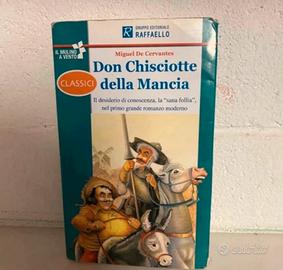 GRUPPO EDITORIALE
RAFFAELLO
IL MULINO
A VENTO
CLASSICI
Miguel De Cervantes
Don Chisciotte
della Mancia
Il desiderio di conoscenza, la "sana follia",
nel primo grande romanzo moderno
subito